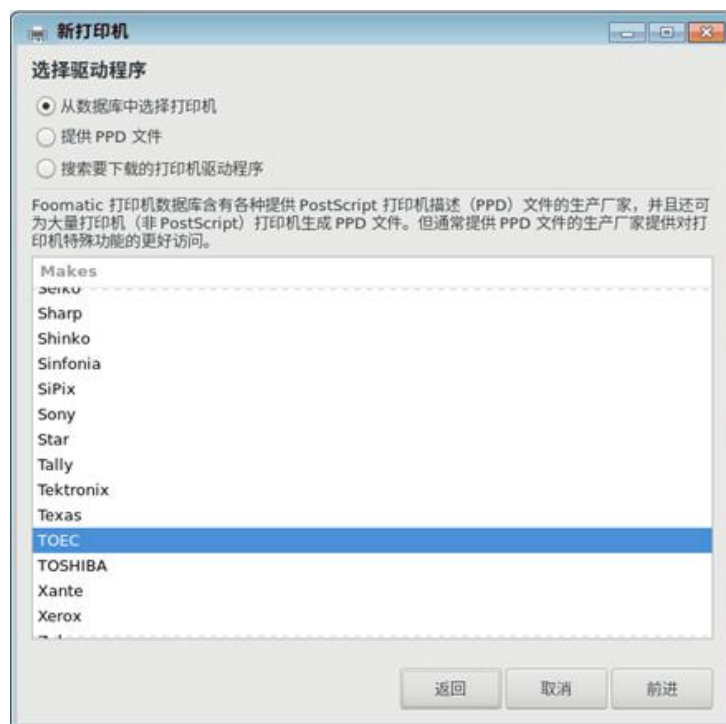 新打印机
选择驱动程序
从数据库中选择打印机
提供 PPD 文件
搜索要下载的打印机驱动程序
Foomatic 打印机数据库含有各种提供 PostScript 打印机描述（PPD）文件的生产厂家，并且还可
为大量打印机（非 PostScript）打印机生成 PPD 文件。但通常提供 PPD 文件的生产厂家提供对打
印机特殊功能的更好访问。
Makes
Seiko
Sharp
Shinko
Sinfonia
SiPix
Sony
Star
Tally
Tektronix
Texas
TOEC
TOSHIBA
Xante
Xerox
返回
取消
前进